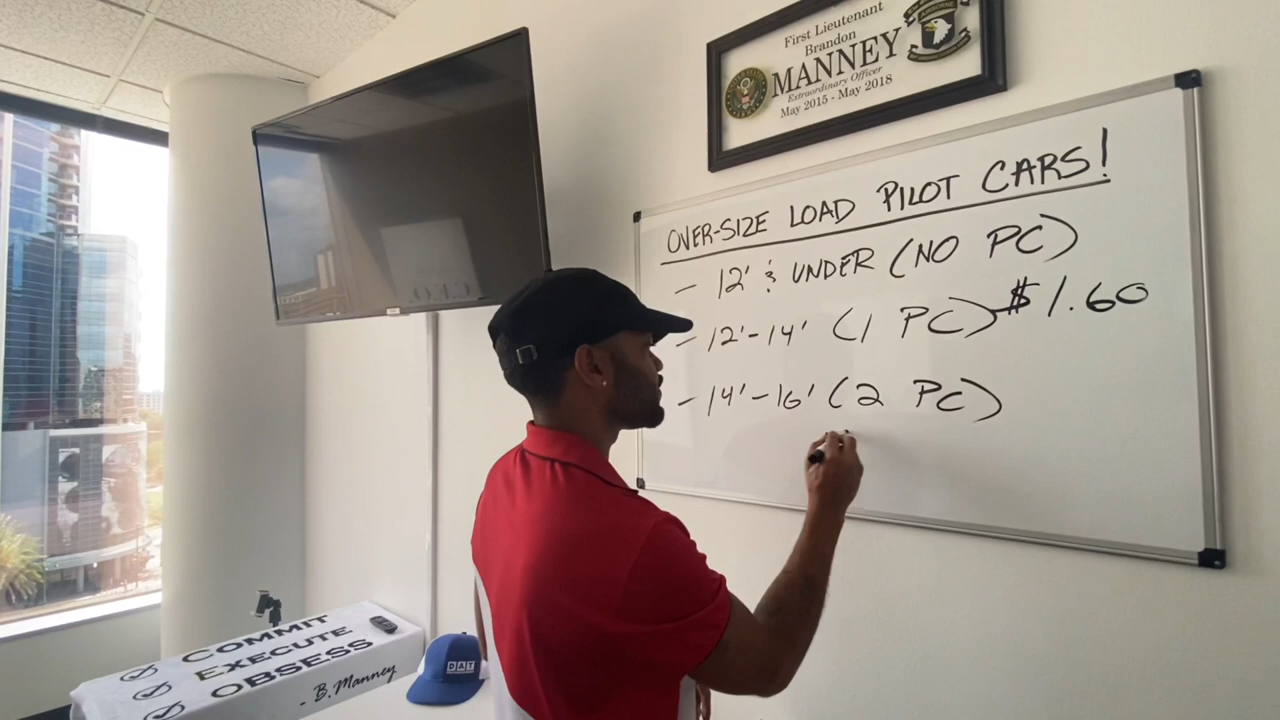 First Lieutenant
Brandon
MANNEY
Extraordinary Officer
May 2015 - May 2018
AIRBORNE
OVER-SIZE LOAD PILOT CARS!
- 12' & UNDER (NO PC)
- 12'-14' (1 PC) $1.60
- 14'-16' (2 PC)
COMMIT
EXECUTE
OBSESS
- B. Manney
DAT